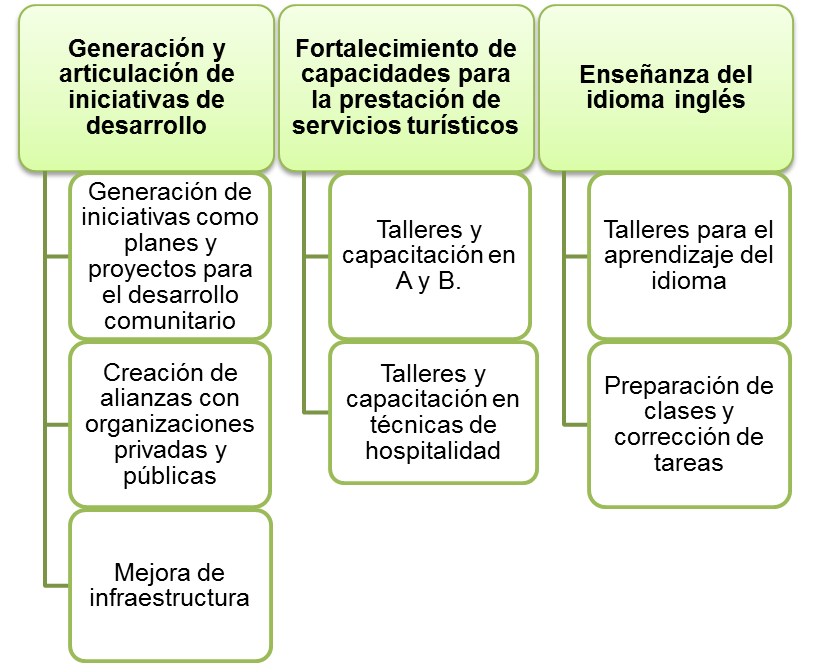 Generación y
articulación de
iniciativas de
desarrollo
Generación de
iniciativas como
planes y
proyectos para
el desarrollo
comunitario
Creación de
alianzas con
organizaciones
privadas y
públicas
Mejora de
infraestructura
Fortalecimiento de
capacidades para
la prestación de
servicios turísticos
Talleres y
capacitación en
A y B.
Talleres y
capacitación en
técnicas de
hospitalidad
Enseñanza del
idioma inglés
Talleres para el
aprendizaje del
idioma
Preparación de
clases y
corrección de
tareas